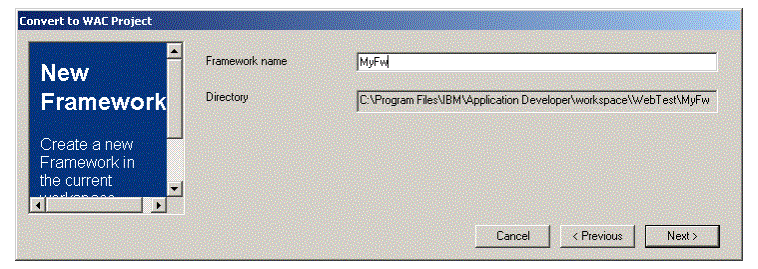 Convert to WAC Project
New
Framework
Create a new
Framework in
the current
workspace
Framework name
MyFw
Directory
C:\Program Files\IBM\Application Developer\workspace\WebTest\MyFw
Cancel
< Previous
Next >